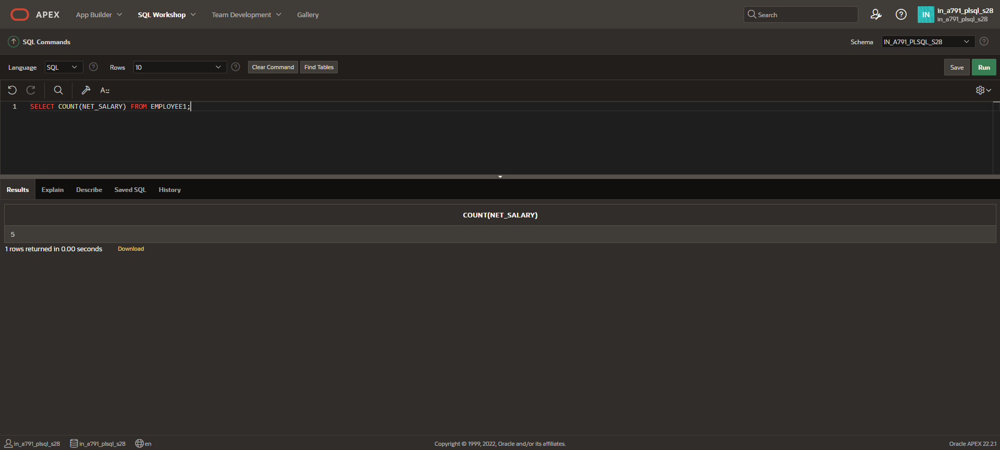 APEX App Builder SQL Workshop Team Development Gallery Search IN in_a791_plsql_s28
in_a791_plsql_s28
SQL Commands Schema IN_A791_PLSQL_S28
Language SQL Rows 10 Clear Command Find Tables Save Run
A
1 SELECT COUNT(NET_SALARY) FROM EMPLOYEE1;
Results Explain Describe Saved SQL History
COUNT(NET_SALARY)
5
1 rows returned in 0.00 seconds Download
in_a791_plsql_s28 in_a791_plsql_s28 en Copyright © 1999, 2022, Oracle and/or its affiliates. Oracle APEX 22.2.1